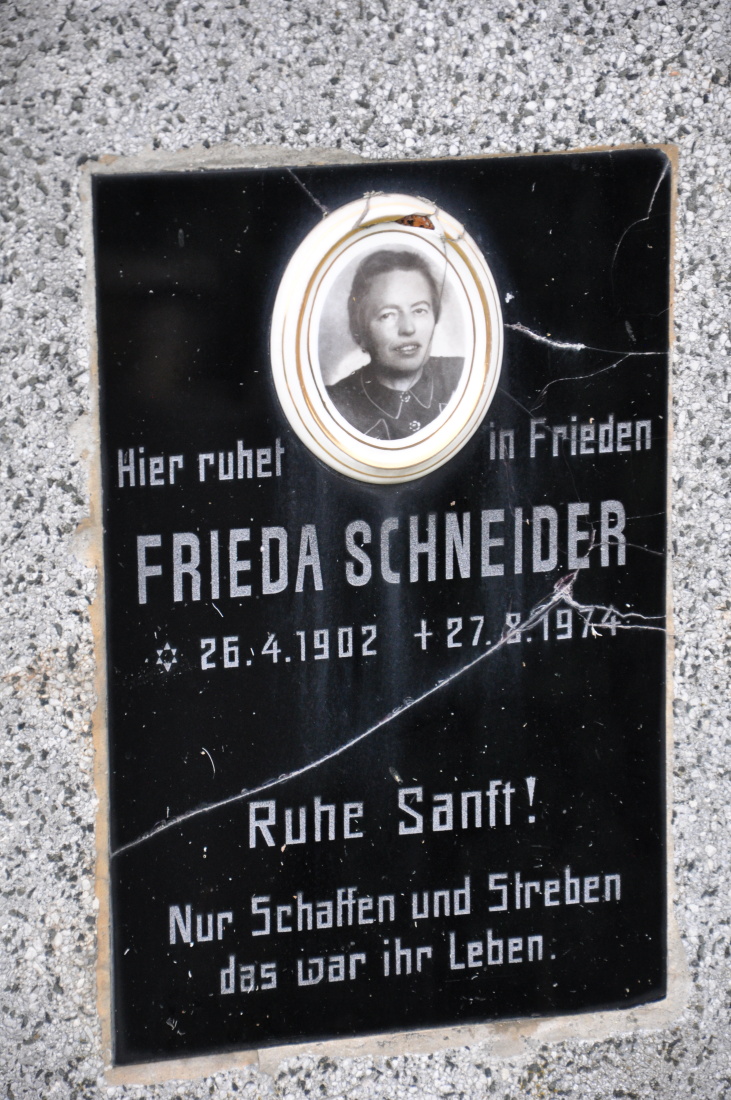 Hier ruhet in Frieden
FRIEDA SCHNEIDER
✡ 26.4.1902 ✝ 27.8.1974
Ruhe Sanft!
Nur Schaffen und Streben
das war ihr Leben.